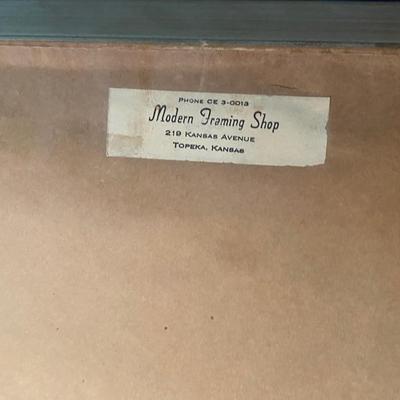 Phone CE 3-0013
Modern Framing Shop
219 Kansas Avenue
Topeka, Kansas